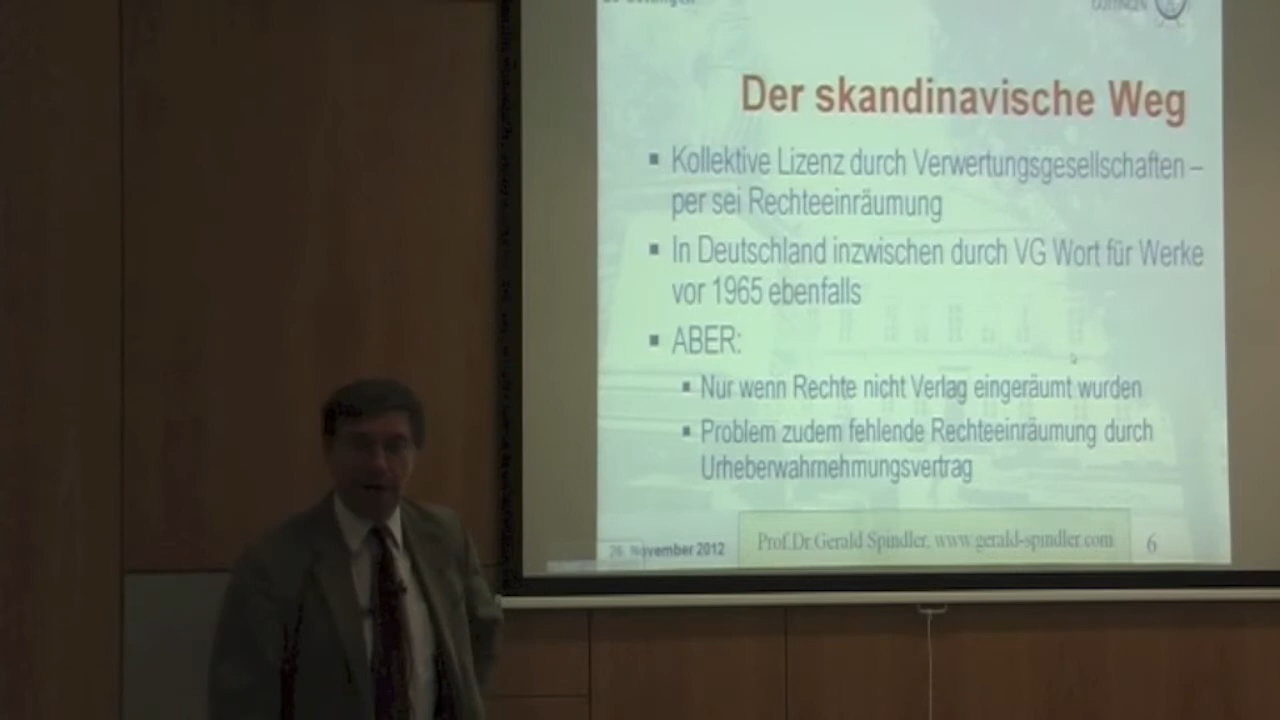 Der skandinavische Weg
▪ Kollektive Lizenz durch Verwertungsgesellschaften –
per sei Rechteeinräumung
▪ In Deutschland inzwischen durch VG Wort für Werke
vor 1965 ebenfalls
▪ ABER:
▪ Nur wenn Rechte nicht Verlag eingeräumt wurden
▪ Problem zudem fehlende Rechteeinräumung durch
Urheberwahrnehmungsvertrag
26. November 2012
Prof.Dr.Gerald Spindler, www.gerald-spindler.com
6